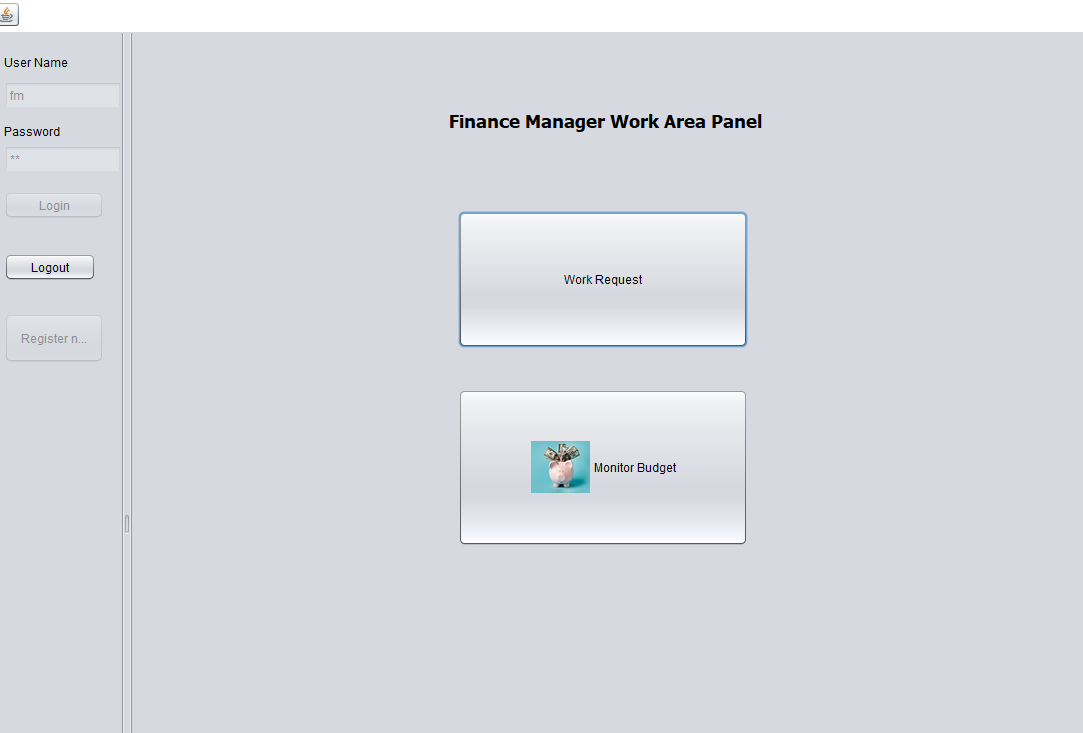 User Name
fm
Password
**
Login
Logout
Register n...
Finance Manager Work Area Panel
Work Request
Monitor Budget